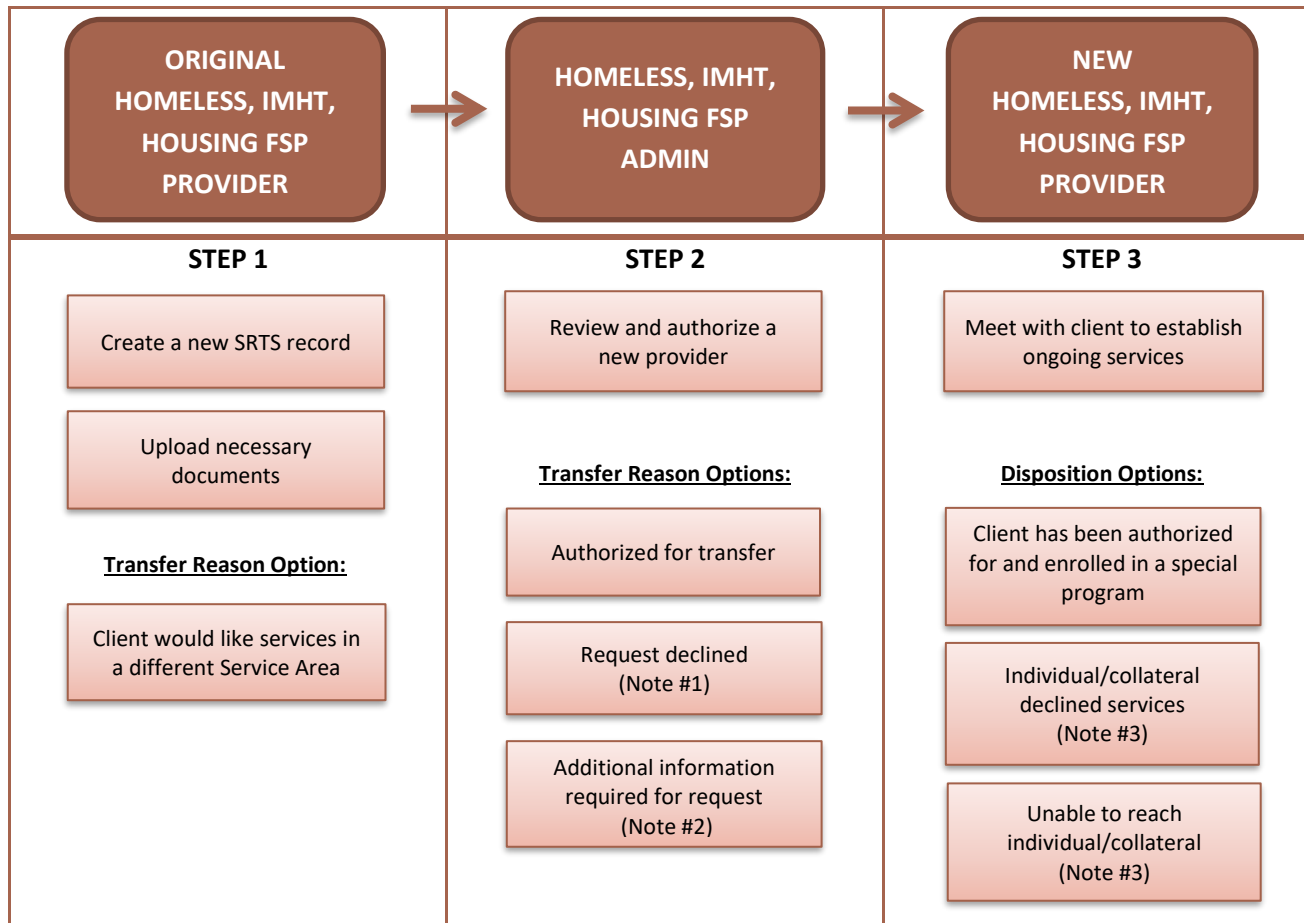 ORIGINAL
HOMELESS, IMHT,
HOUSING FSP
PROVIDER
HOMELESS, IMHT,
HOUSING FSP
ADMIN
NEW
HOMELESS, IMHT,
HOUSING FSP
PROVIDER
STEP 1
Create a new SRTS record
Upload necessary
documents
Transfer Reason Option:
Client would like services in
a different Service Area
STEP 2
Review and authorize a
new provider
Transfer Reason Options:
Authorized for transfer
Request declined
(Note #1)
Additional information
required for request
(Note #2)
STEP 3
Meet with client to establish
ongoing services
Disposition Options:
Client has been authorized
for and enrolled in a special
program
Individual/collateral
declined services
(Note #3)
Unable to reach
individual/collateral
(Note #3)